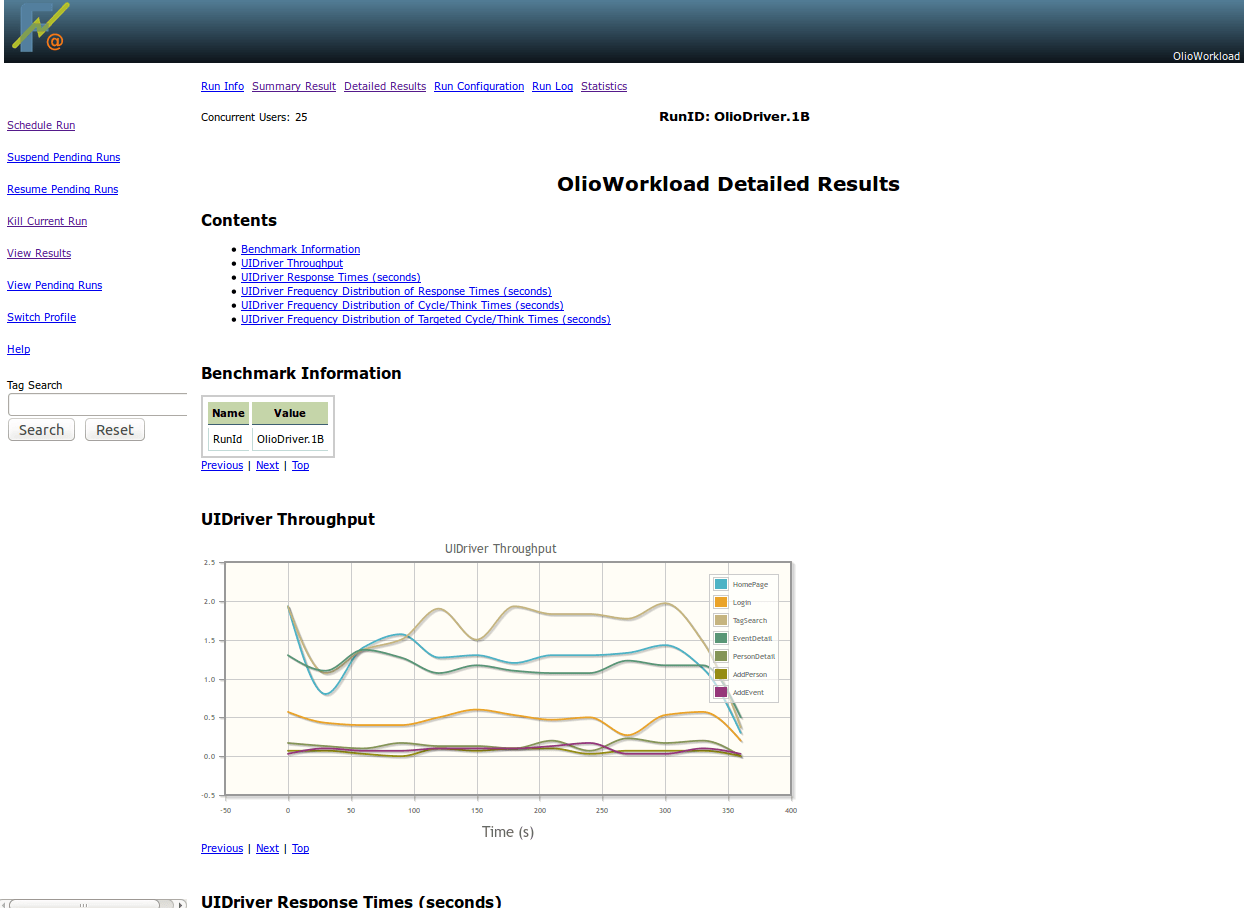 @
OlioWorkload
Run Info Summary Result Detailed Results Run Configuration Run Log Statistics
Concurrent Users: 25 RunID: OlioDriver.1B
Schedule Run
Suspend Pending Runs
Resume Pending Runs
Kill Current Run
View Results
View Pending Runs
Switch Profile
Help
Tag Search
Search Reset
OlioWorkload Detailed Results
Contents
• Benchmark Information
• UIDriver Throughput
• UIDriver Response Times (seconds)
• UIDriver Frequency Distribution of Response Times (seconds)
• UIDriver Frequency Distribution of Cycle/Think Times (seconds)
• UIDriver Frequency Distribution of Targeted Cycle/Think Times (seconds)
Benchmark Information
Name Value
RunId OlioDriver.1B
Previous | Next | Top
UIDriver Throughput
UIDriver Throughput
2.5
2.0
1.5
1.0
0.5
0.0
-0.5
-50 0 50 100 150 200 250 300 350 400
HomePage
Login
TagSearch
EventDetail
PersonDetail
AddPerson
AddEvent
Time (s)
Previous | Next | Top
UIDriver Response Times (seconds)